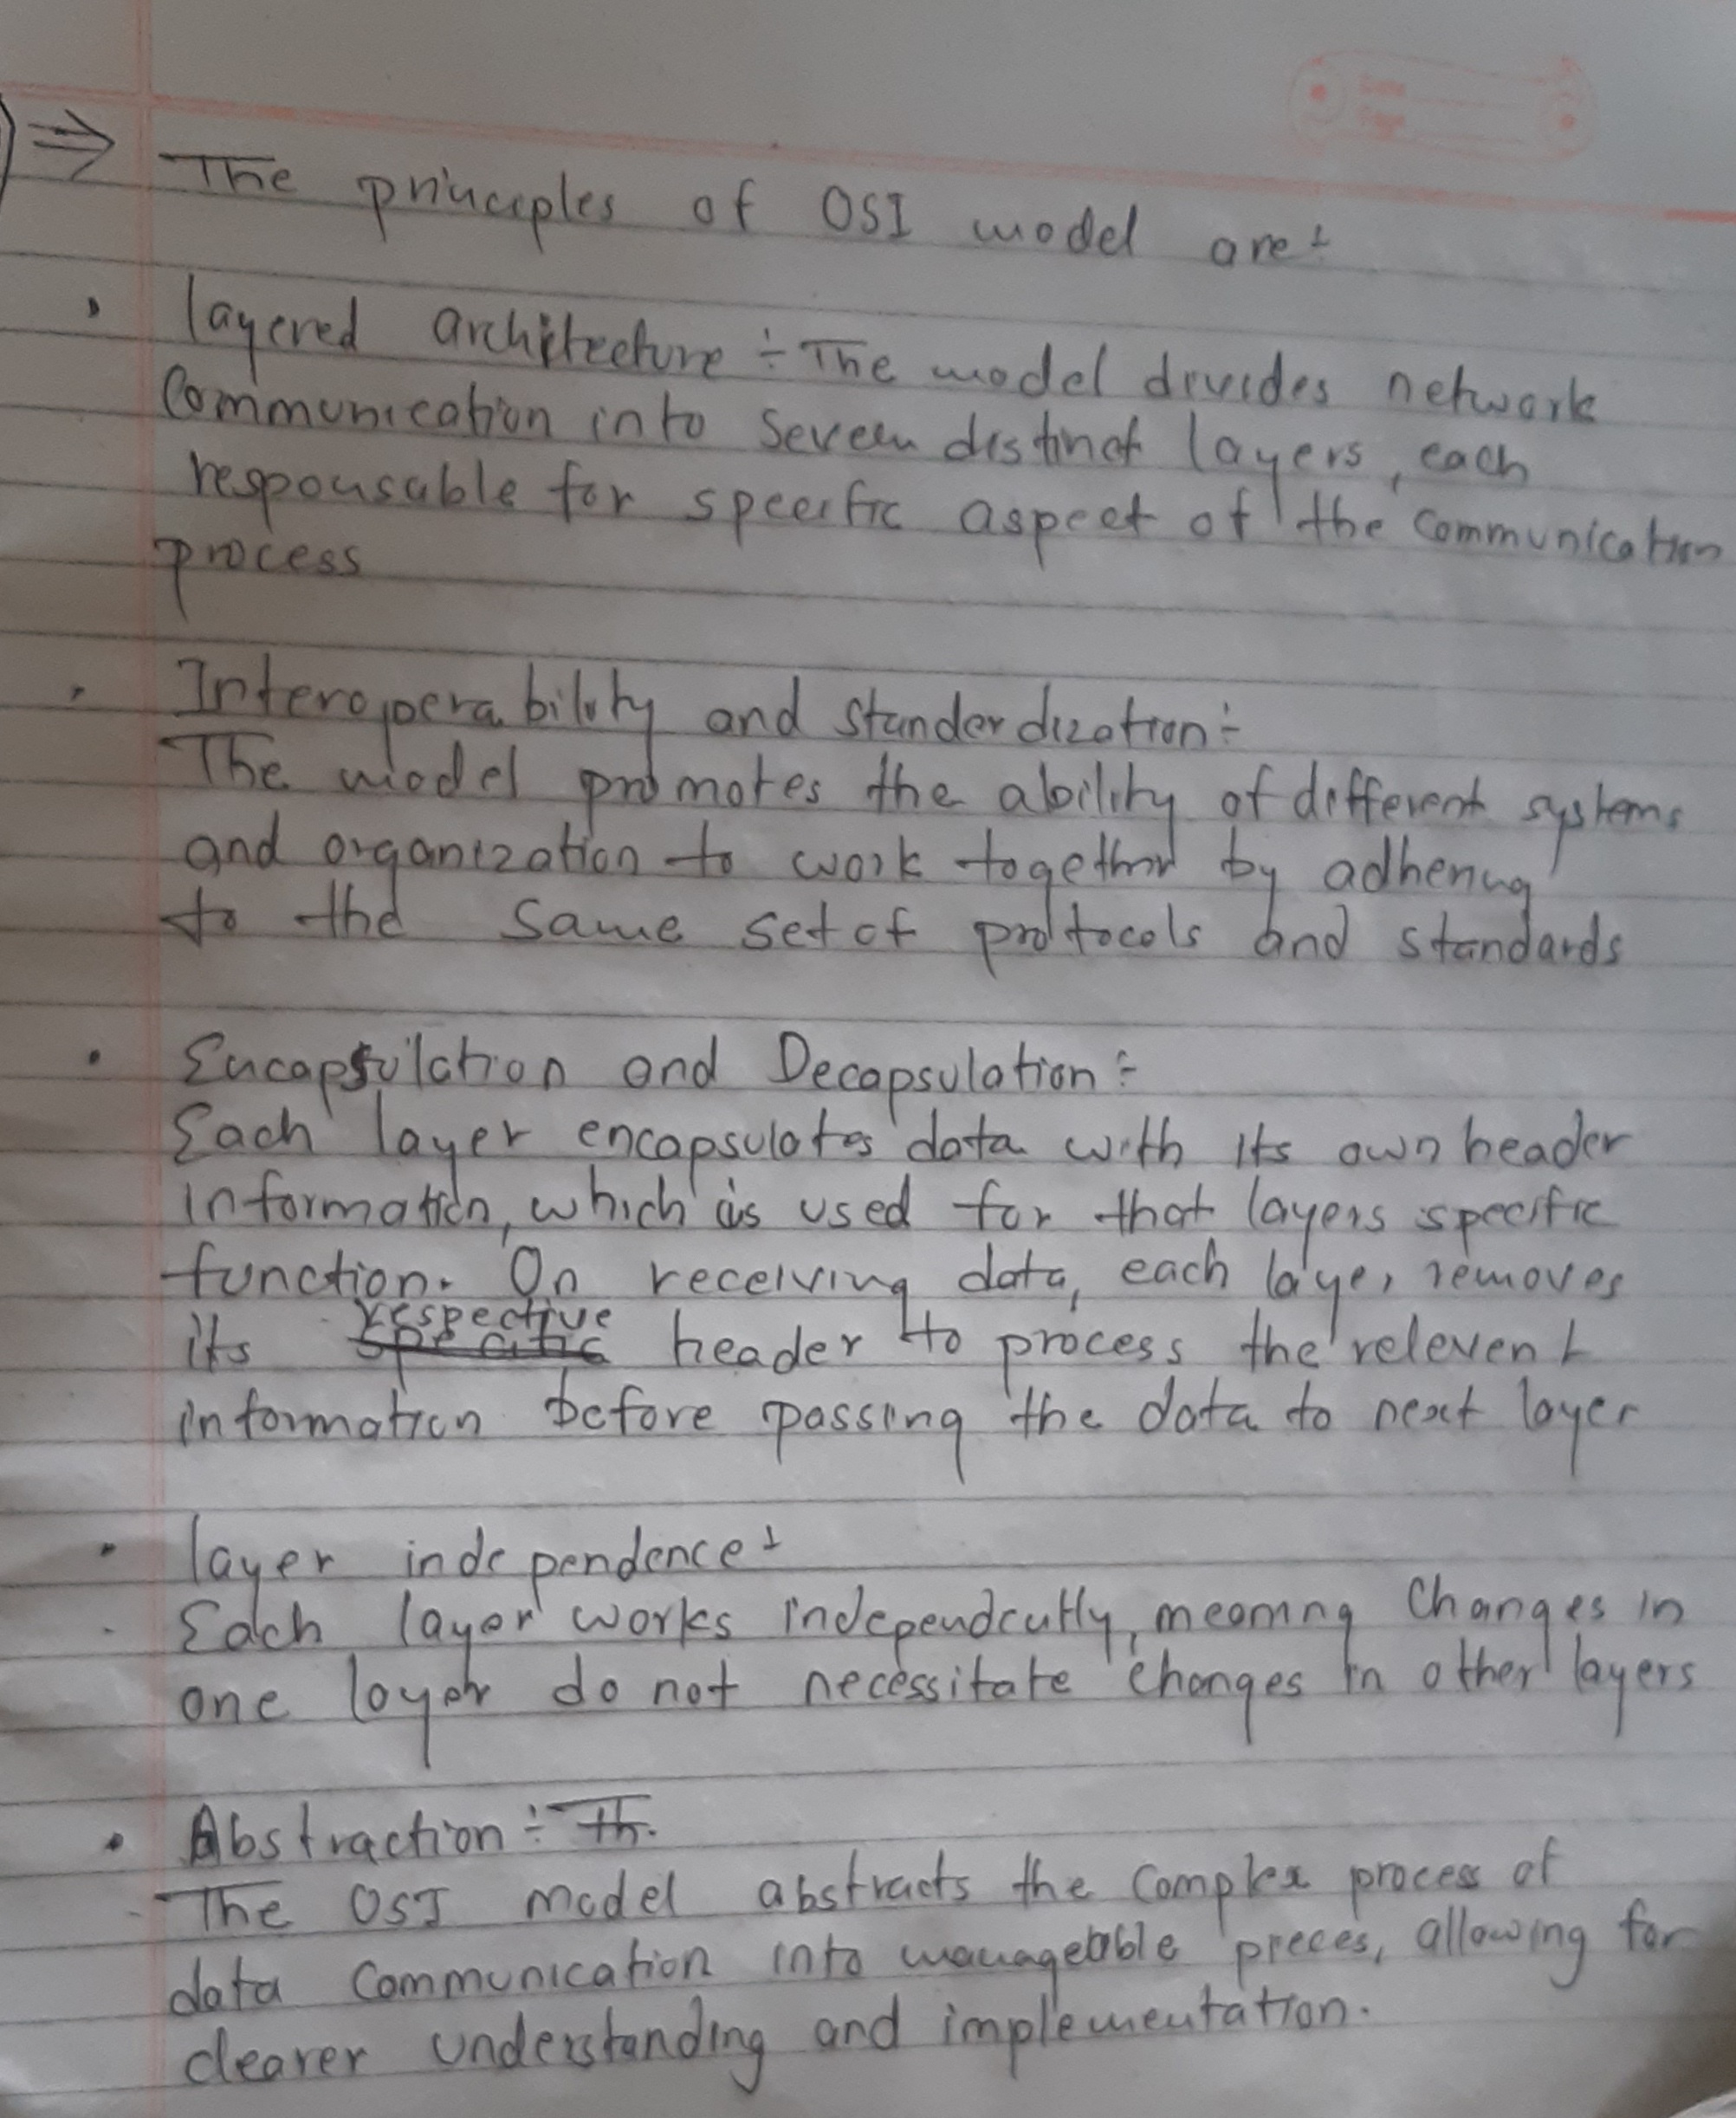 ⇒ The principles of OSI model are÷
• layered architecture ÷ The model divides network
Communication into seven distinct layers, each
responsable for specific aspect of the communication
process
• Interoperability and standerdization÷
The model promotes the ability of different systems
and organization to work together by adhering
to the same set of protocols and standards
• Encapsulation and Decapsulation÷
Each layer encapsulates data with its own header
information, which is used for that layers specific
function. On receiving data, each layer removes
its respective header to process the relevent
information before passing the data to next layer
• layer independence÷
Each layer works independently, meaning changes in
one layer do not necessitate changes in other layers
• Abstraction ÷ Th.
The OSI model abstracts the complex process of
data communication into manageable pieces, allowing for
clearer understanding and implementation.